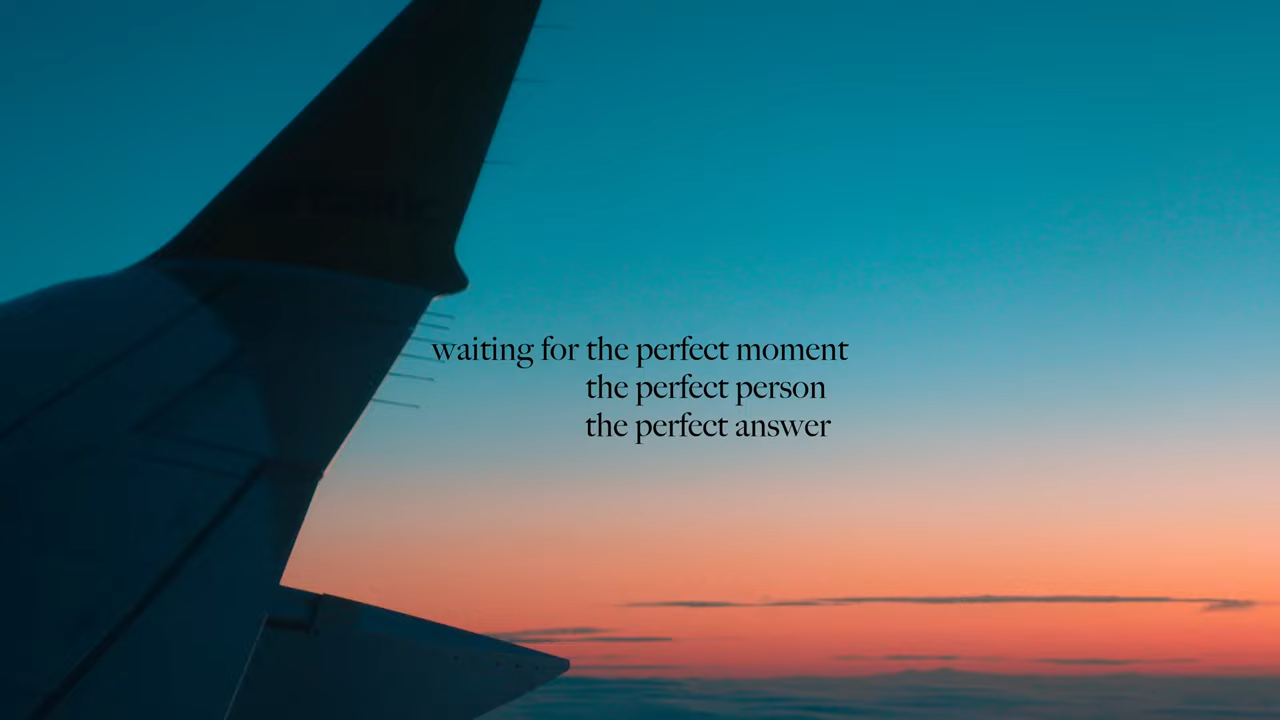 waiting for the perfect moment
the perfect person
the perfect answer